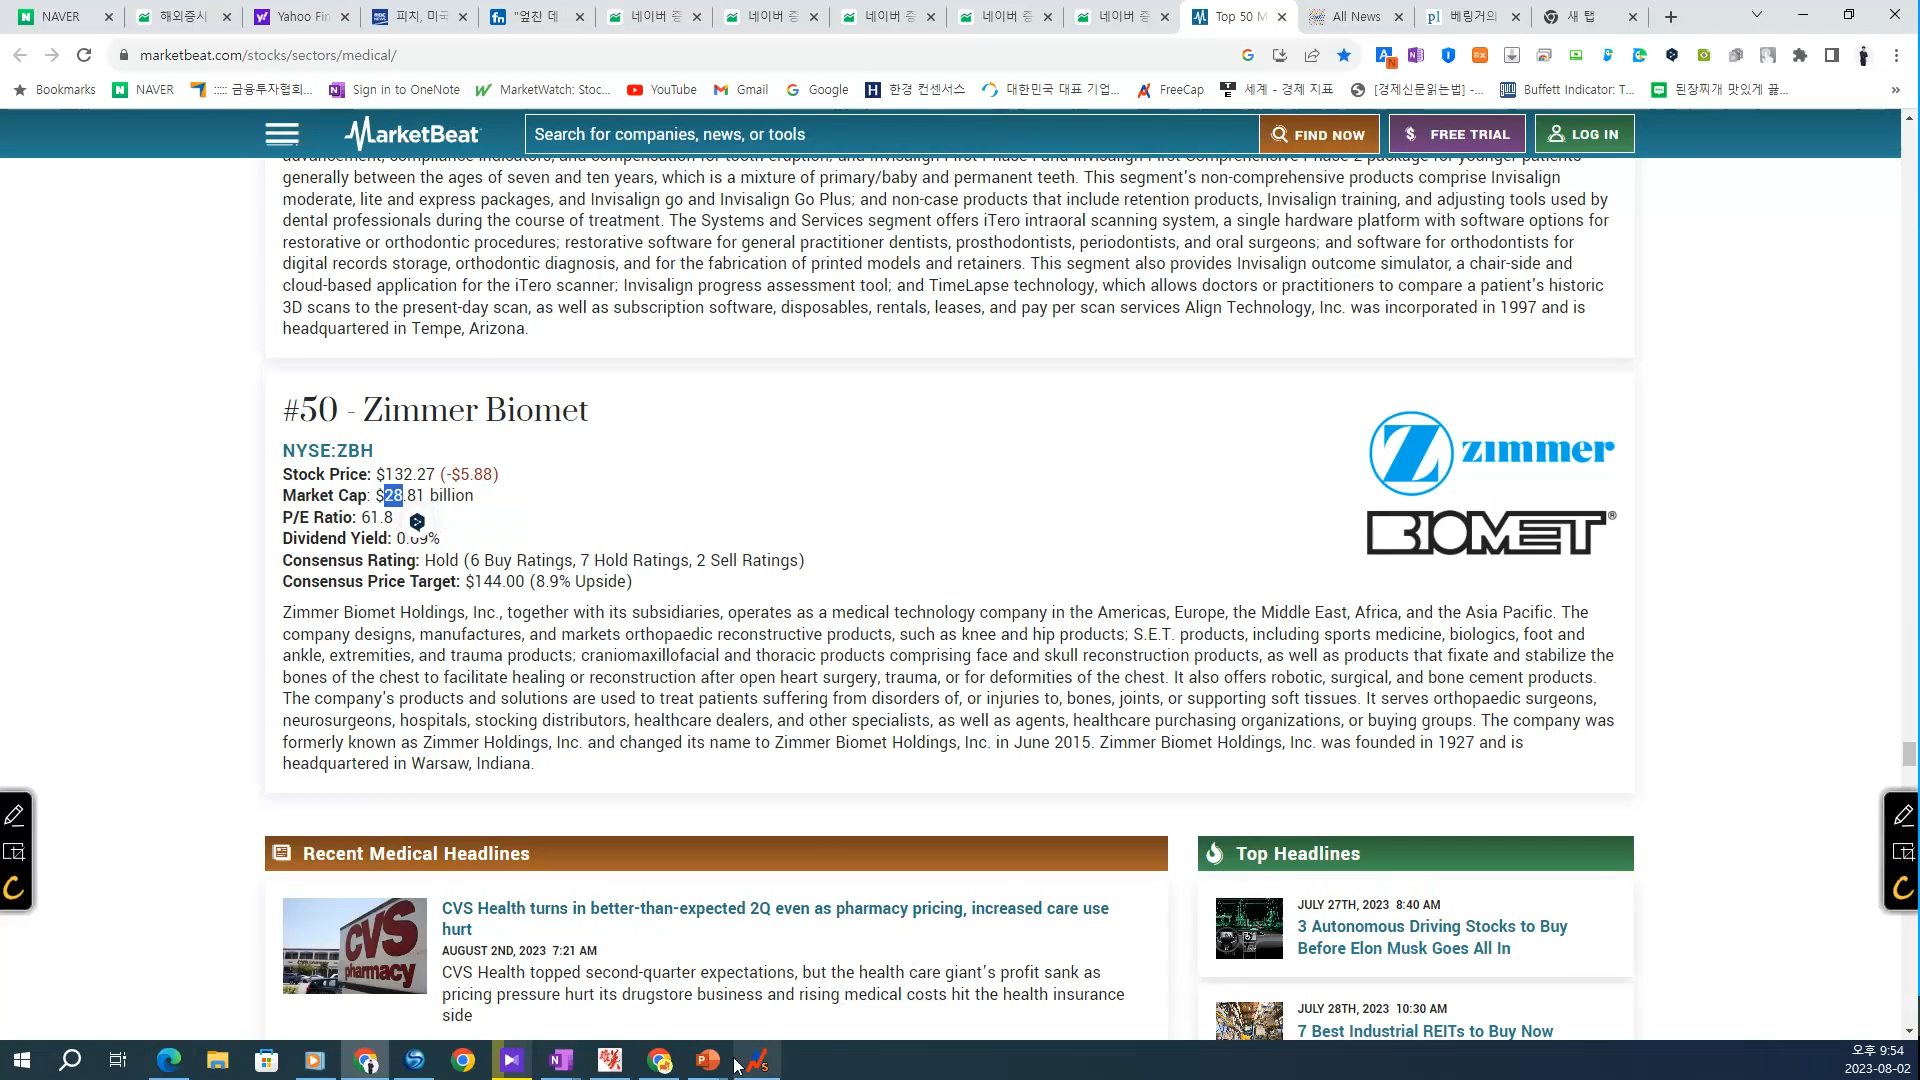 NAVER
해외증시
Yahoo Fin
피치, 미국
"엎친 데
네이버 증
네이버 증
네이버 증
네이버 증
네이버 증
Top 50 M
All News
베링거의
새 탭
marketbeat.com/stocks/sectors/medical/
Bookmarks
NAVER
::::: 금융투자협회...
Sign in to OneNote
MarketWatch: Stoc...
YouTube
Gmail
Google
한경 컨센서스
대한민국 대표 기업...
FreeCap
세계 - 경제 지표
[경제신문읽는법] -...
Buffett Indicator: T...
된장찌개 맛있게 끓...
MarketBeat
Search for companies, news, or tools
FIND NOW
FREE TRIAL
LOG IN
advancement, compliance indicators, and compensation for tooth eruption; and Invisalign First Phase I and Invisalign First Comprehensive Phase 2 package for younger patients
generally between the ages of seven and ten years, which is a mixture of primary/baby and permanent teeth. This segment's non-comprehensive products comprise Invisalign
moderate, lite and express packages, and Invisalign go and Invisalign Go Plus; and non-case products that include retention products, Invisalign training, and adjusting tools used by
dental professionals during the course of treatment. The Systems and Services segment offers iTero intraoral scanning system, a single hardware platform with software options for
restorative or orthodontic procedures; restorative software for general practitioner dentists, prosthodontists, periodontists, and oral surgeons; and software for orthodontists for
digital records storage, orthodontic diagnosis, and for the fabrication of printed models and retainers. This segment also provides Invisalign outcome simulator, a chair-side and
cloud-based application for the iTero scanner; Invisalign progress assessment tool; and TimeLapse technology, which allows doctors or practitioners to compare a patient's historic
3D scans to the present-day scan, as well as subscription software, disposables, rentals, leases, and pay per scan services Align Technology, Inc. was incorporated in 1997 and is
headquartered in Tempe, Arizona.
#50 - Zimmer Biomet
NYSE:ZBH
Stock Price: $132.27 (-$5.88)
Market Cap: $28.81 billion
P/E Ratio: 61.8
Dividend Yield: 0.69%
Consensus Rating: Hold (6 Buy Ratings, 7 Hold Ratings, 2 Sell Ratings)
Consensus Price Target: $144.00 (8.9% Upside)
zimmer
BIOMET®
Zimmer Biomet Holdings, Inc., together with its subsidiaries, operates as a medical technology company in the Americas, Europe, the Middle East, Africa, and the Asia Pacific. The
company designs, manufactures, and markets orthopaedic reconstructive products, such as knee and hip products; S.E.T. products, including sports medicine, biologics, foot and
ankle, extremities, and trauma products; craniomaxillofacial and thoracic products comprising face and skull reconstruction products, as well as products that fixate and stabilize the
bones of the chest to facilitate healing or reconstruction after open heart surgery, trauma, or for deformities of the chest. It also offers robotic, surgical, and bone cement products.
The company's products and solutions are used to treat patients suffering from disorders of, or injuries to, bones, joints, or supporting soft tissues. It serves orthopaedic surgeons,
neurosurgeons, hospitals, stocking distributors, healthcare dealers, and other specialists, as well as agents, healthcare purchasing organizations, or buying groups. The company was
formerly known as Zimmer Holdings, Inc. and changed its name to Zimmer Biomet Holdings, Inc. in June 2015. Zimmer Biomet Holdings, Inc. was founded in 1927 and is
headquartered in Warsaw, Indiana.
Recent Medical Headlines
CVS
pharmacy
CVS Health turns in better-than-expected 2Q even as pharmacy pricing, increased care use
hurt
AUGUST 2ND, 2023 7:21 AM
CVS Health topped second-quarter expectations, but the health care giant's profit sank as
pricing pressure hurt its drugstore business and rising medical costs hit the health insurance
side
Top Headlines
JULY 27TH, 2023 8:40 AM
3 Autonomous Driving Stocks to Buy
Before Elon Musk Goes All In
JULY 28TH, 2023 10:30 AM
7 Best Industrial REITs to Buy Now
오후 9:54
2023-08-02